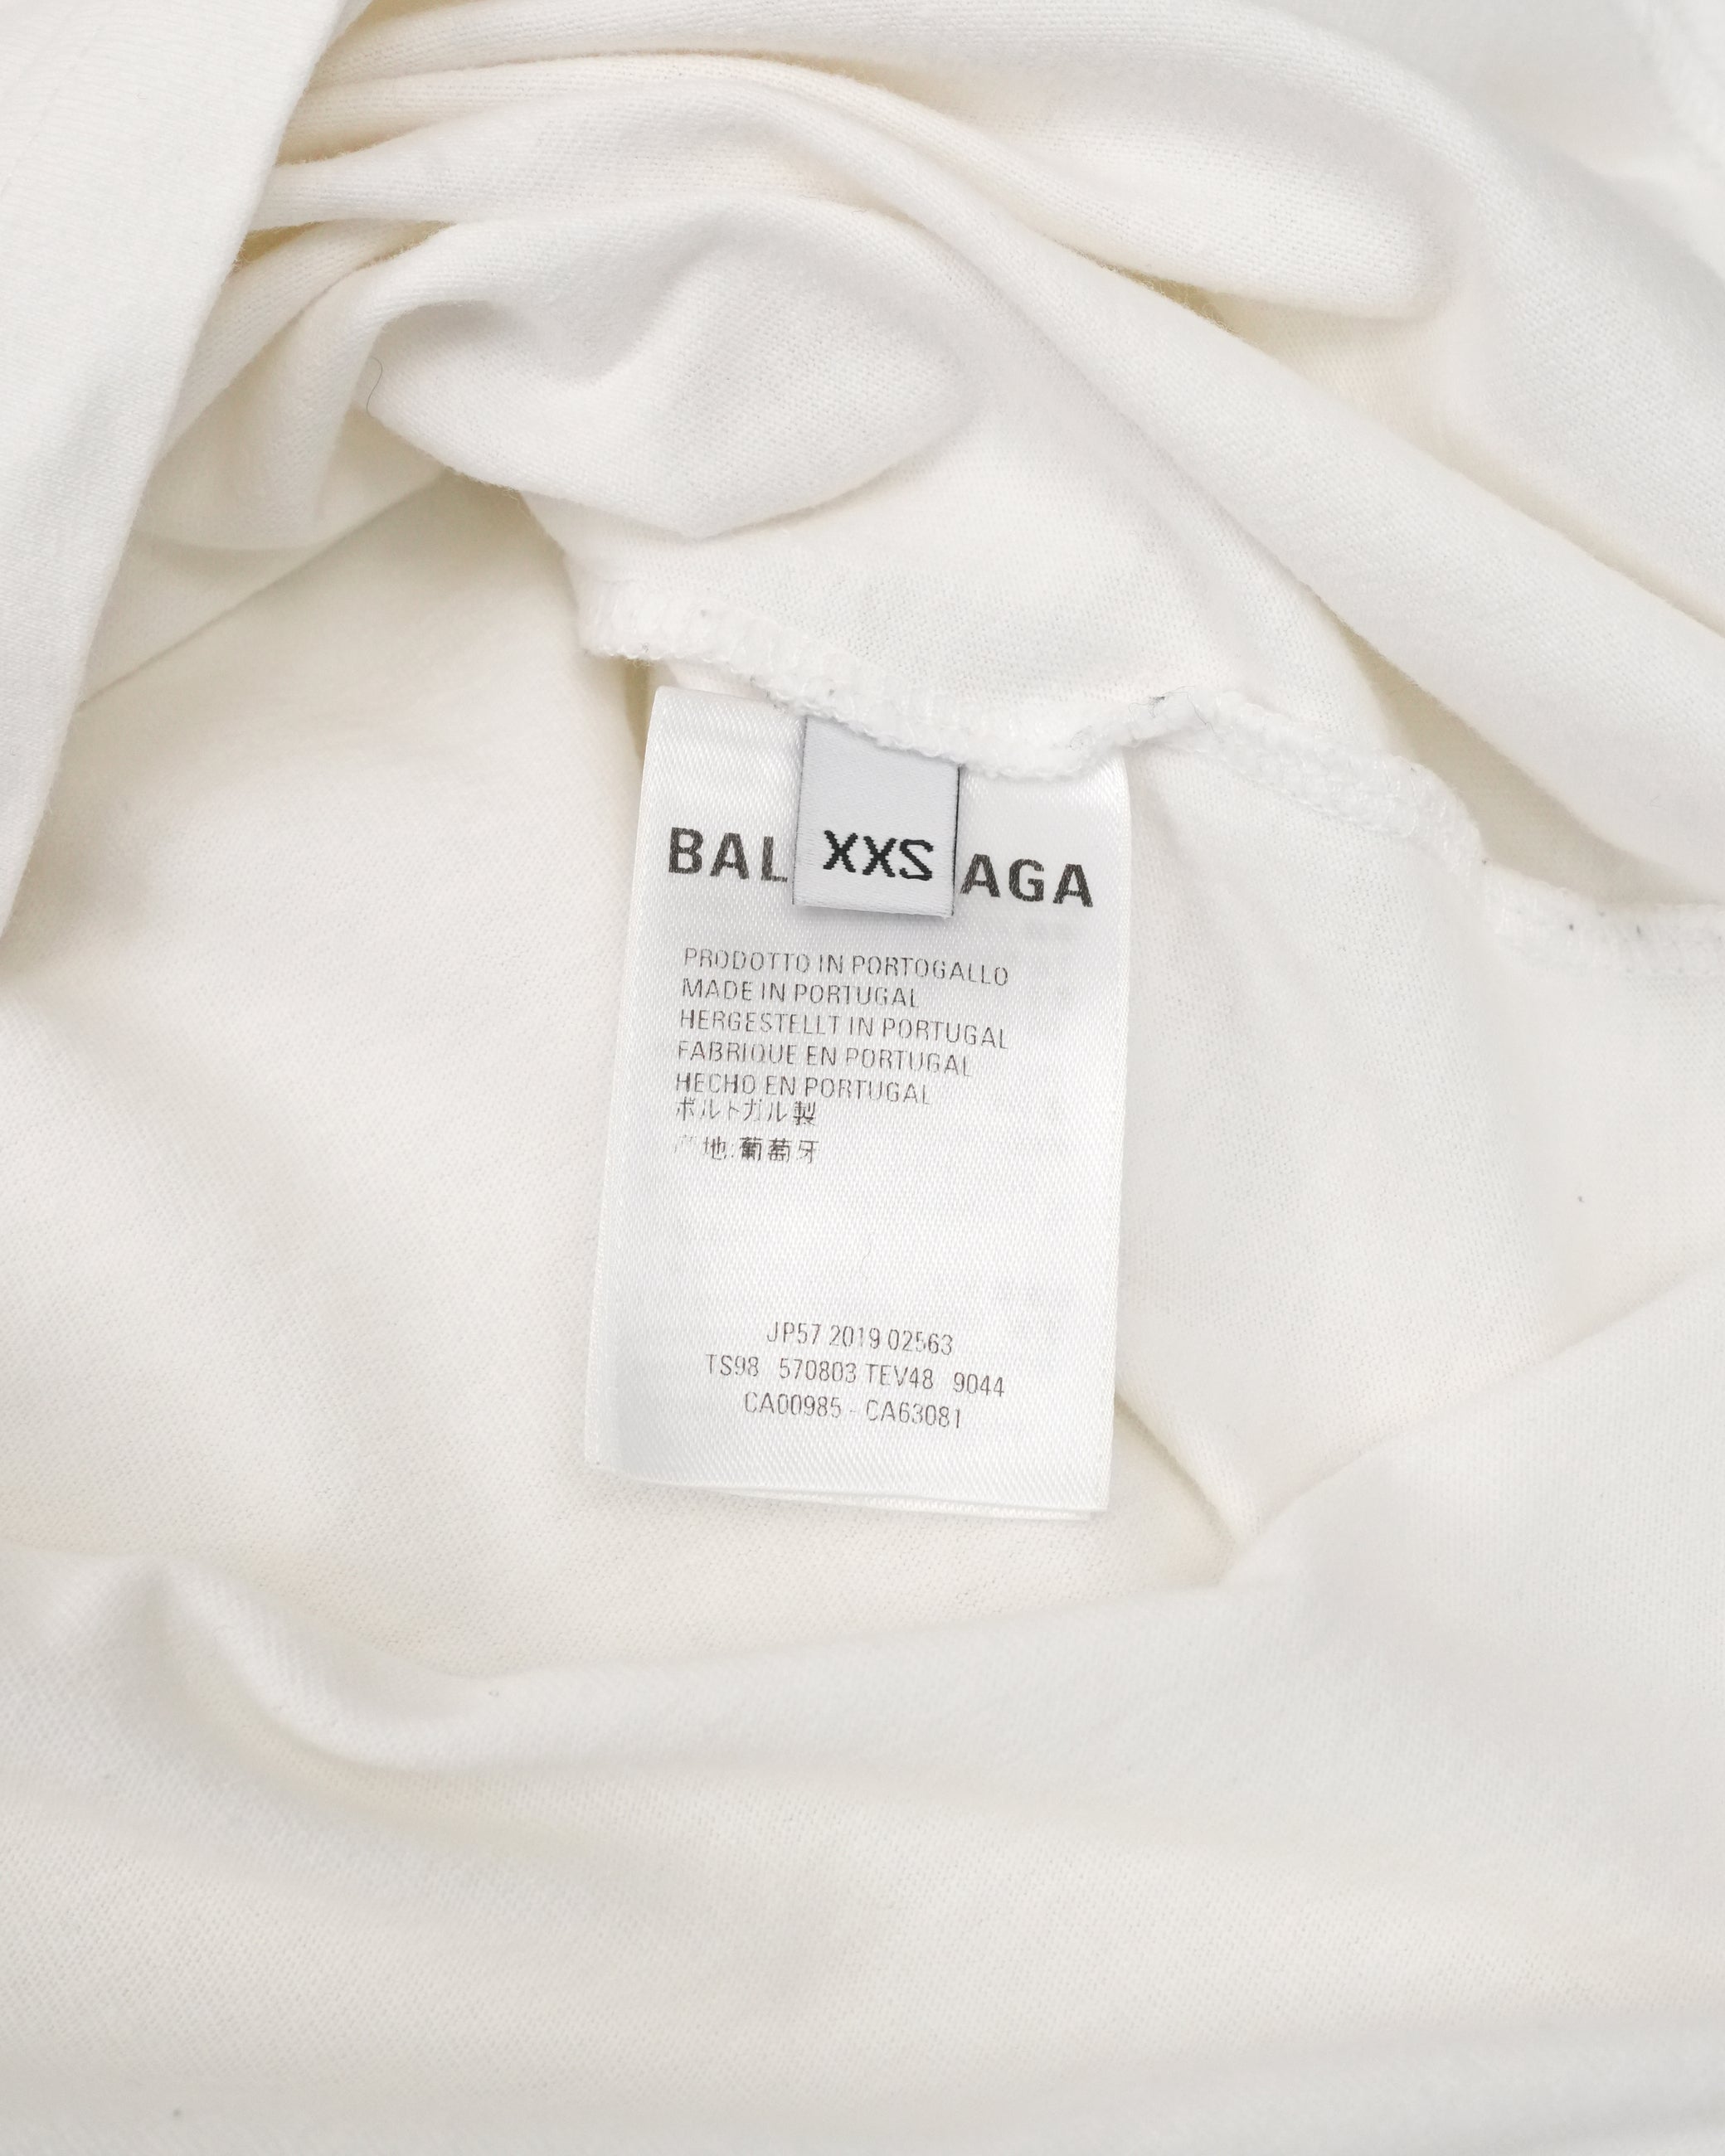 BAL XXS AGA
PRODOTTO IN PORTOGALLO
MADE IN PORTUGAL
HERGESTELLT IN PORTUGAL
FABRIQUE EN PORTUGAL
HECHO EN PORTUGAL
ポルトガル製
地:葡萄牙
JP57 2019 02563
TS98 570803 TEV48 9044
CA00985 - CA63081